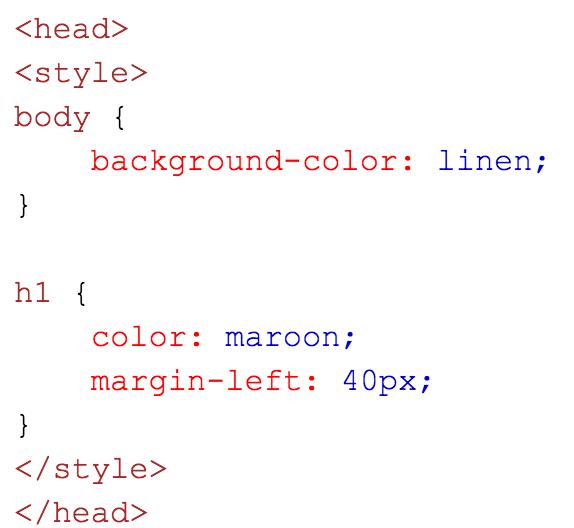 <head>
<style>
body {
    background-color: linen;
}

h1 {
    color: maroon;
    margin-left: 40px;
}
</style>
</head>